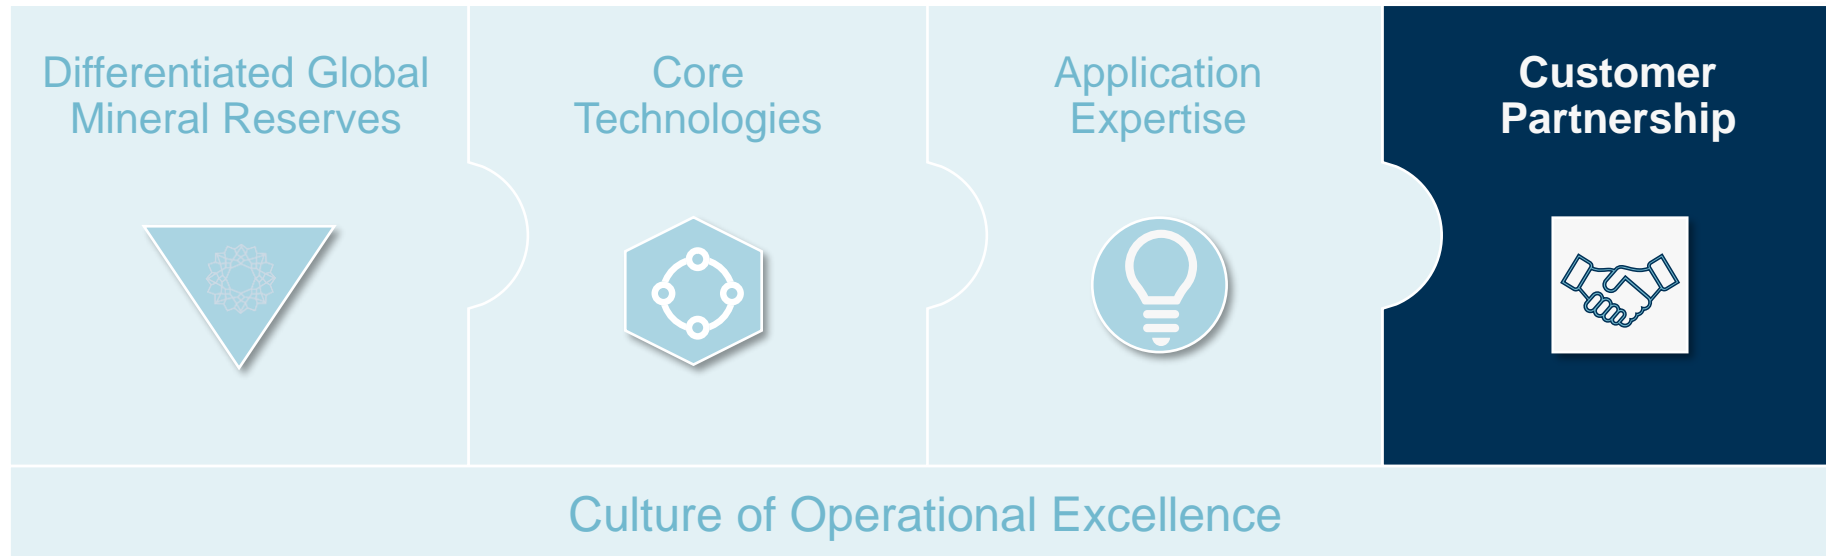 Differentiated Global
Mineral Reserves
Core
Technologies
Application
Expertise
Customer
Partnership
Culture of Operational Excellence